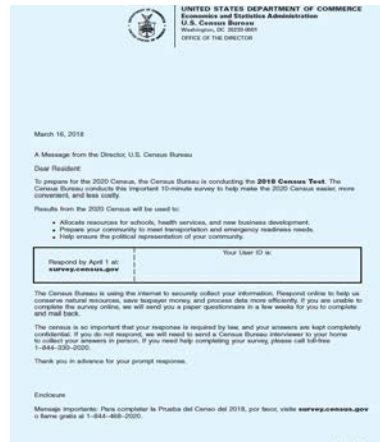 UNITED STATES DEPARTMENT OF COMMERCE
Economics and Statistics Administration
U.S. Census Bureau
Washington, DC 20233-0001
OFFICE OF THE DIRECTOR
March 16, 2018
A Message from the Director, U.S. Census Bureau
Dear Resident:
To prepare for the 2020 Census, the Census Bureau is conducting the 2018 Census Test. The
Census Bureau conducts this important 10-minute survey to help make the 2020 Census easier, more
convenient, and less costly.
Results from the 2020 Census will be used to:
• Allocate resources for schools, health services, and new business development.
• Prepare your community to meet transportation and emergency readiness needs.
• Help ensure the political representation of your community.
Respond by April 1 at:
survey.census.gov
Your User ID is:
The Census Bureau is using the internet to securely collect your information. Respond online to help us
conserve natural resources, save taxpayer money, and process data more efficiently. If you are unable to
complete the survey online, we will send you a paper questionnaire in a few weeks for you to complete
and mail back.
The census is so important that your response is required by law, and your answers are kept completely
confidential. If you do not respond, we will need to send a Census Bureau interviewer to your home
to collect your answers in person. If you need help completing your survey, please call toll-free
1-844-330-2020.
Thank you in advance for your prompt response.
Enclosure
Mensaje importante: Para completar la Prueba del Censo del 2018, por favor, visite survey.census.gov
o llame gratis al 1-844-468-2020.